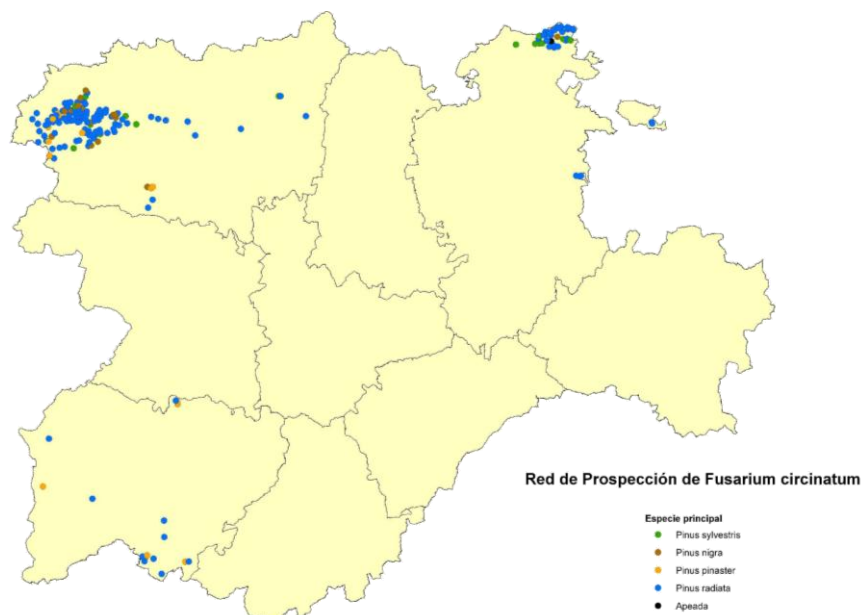 Red de Prospección de Fusarium circinatum
Especie principal
Pinus sylvestris
Pinus nigra
Pinus pinaster
Pinus radiata
Apeada